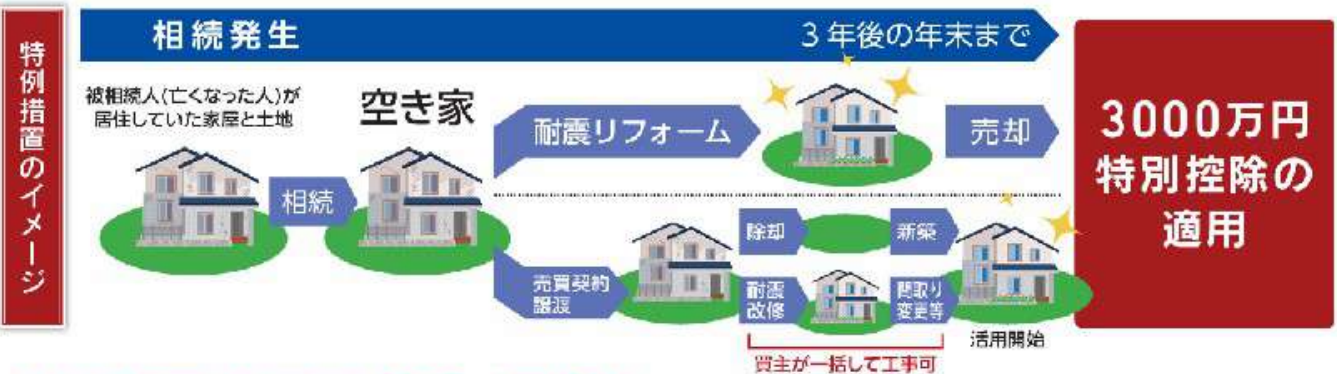 特例措置のイメージ
相続発生
3年後の年末まで
被相続人(亡くなった人)が
居住していた家屋と土地
相続
空き家
耐震リフォーム
売却
売買契約
譲渡
除却
新築
耐震
改修
間取り
変更等
活用開始
買主が一括して工事可
3000万円
特別控除の
適用